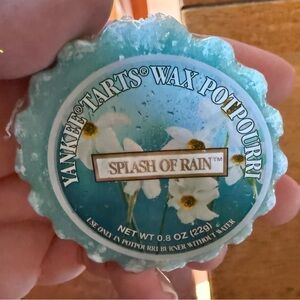 YANKEE TARTS® WAX POTPOURRI
SPLASH OF RAIN™
NET WT 0.8 OZ (22g)
USE ONLY IN POTPOURRI BURNER WITHOUT WATER